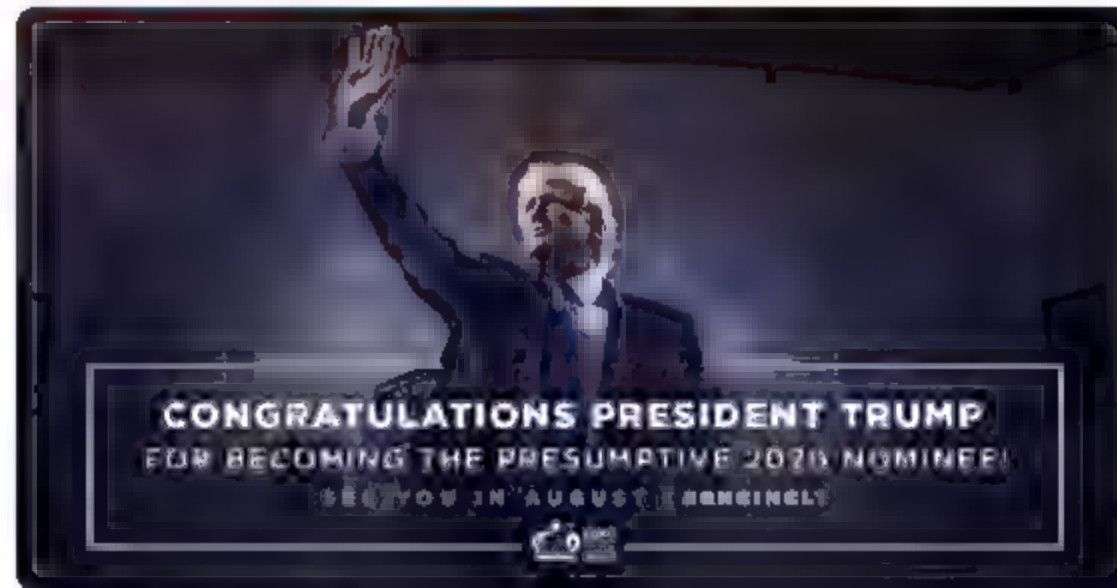 CONGRATULATIONS PRESIDENT TRUMP
FOR BECOMING THE PRESUMPTIVE 2020 NOMINEE!
SEE YOU IN AUGUST